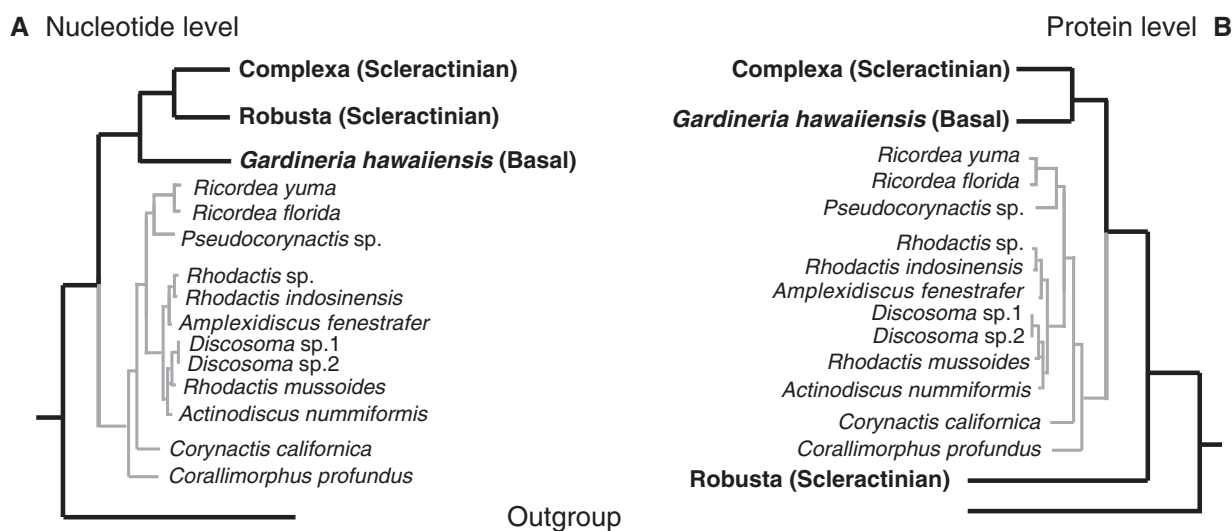 A Nucleotide level
Complexa (Scleractinian)
Robusta (Scleractinian)
Gardineria hawaiiensis (Basal)
Ricordea yuma
Ricordea florida
Pseudocorynactis sp.
Rhodactis sp.
Rhodactis indosinensis
Amplexidiscus fenestrafer
Discosoma sp.1
Discosoma sp.2
Rhodactis mussoides
Actinodiscus nummiformis
Corynactis californica
Corallimorphus profundus
Outgroup
Protein level B
Complexa (Scleractinian)
Gardineria hawaiiensis (Basal)
Ricordea yuma
Ricordea florida
Pseudocorynactis sp.
Rhodactis sp.
Rhodactis indosinensis
Amplexidiscus fenestrafer
Discosoma sp.1
Discosoma sp.2
Rhodactis mussoides
Actinodiscus nummiformis
Corynactis californica
Corallimorphus profundus
Robusta (Scleractinian)